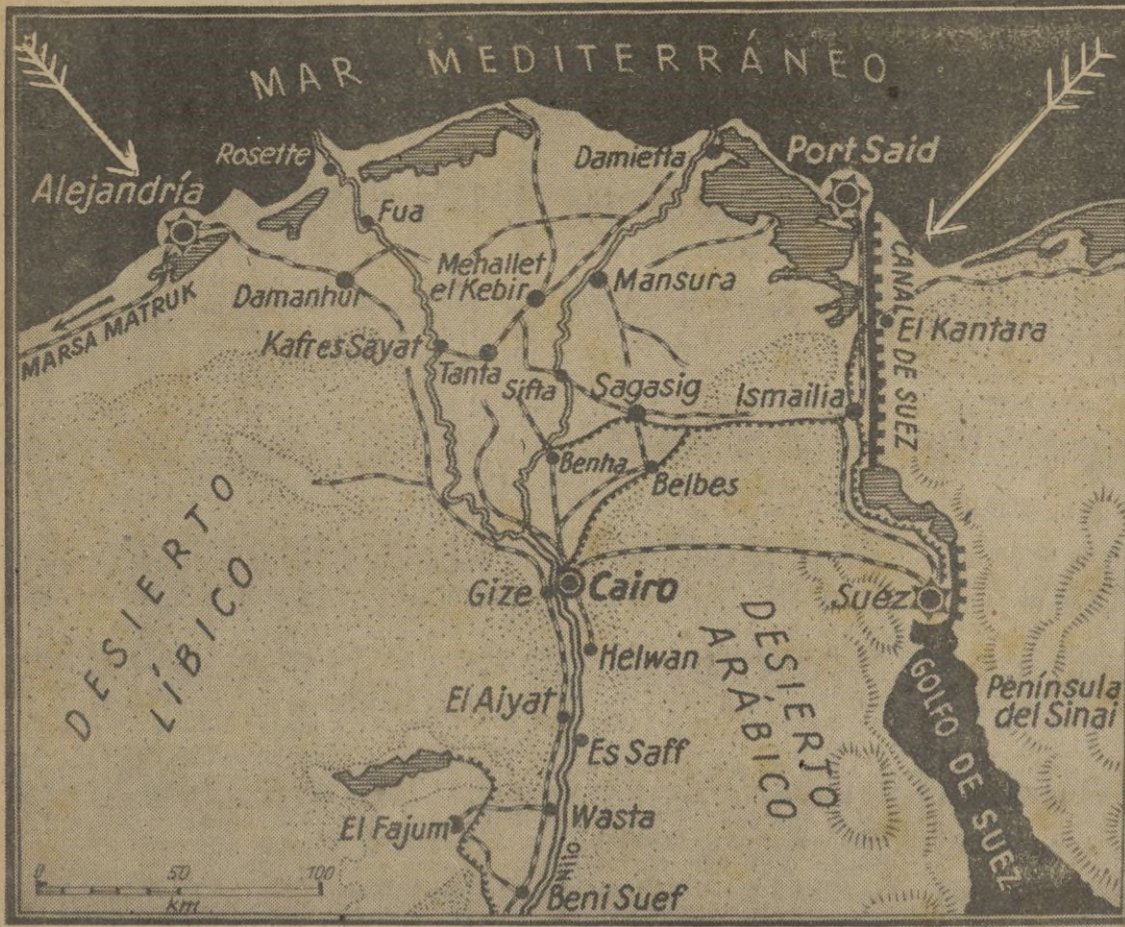 MAR MEDITERRÁNEO
Rosette
Damietta
Port Said
Alejandría
Fua
Mehallet
el Kebir
Mansura
Damanhur
CANAL DE SUEZ
El Kantara
MARSA MATRUK
Kafres Sayat
Tanta
Sifta
Sagasig
Ismailia
Benha
Belbes
DESIERTO
LÍBICO
Gize
Cairo
Suez
DESIERTO
ARÁBICO
Helwan
El Aiyat
Península
del Sinai
GOLFO DE SUEZ
Es Saff
El Fajum
Wasta
Nilo
Beni Suef
0 50 100
km